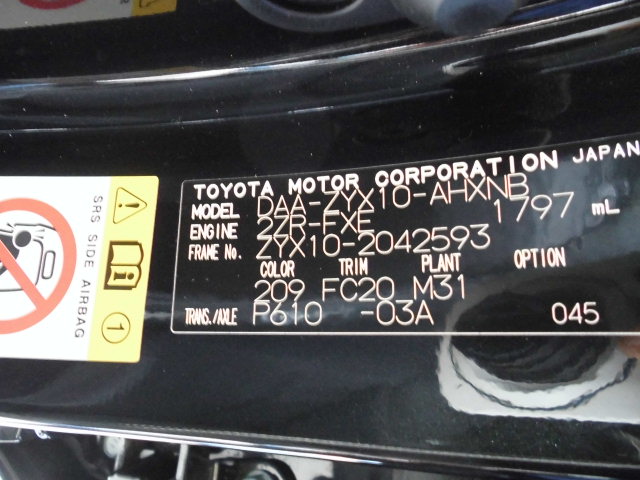 TOYOTA MOTOR CORPORATION JAPAN
MODEL DAA-ZYX10-AHXNB
ENGINE 2ZR-FXE 1797 mL
FRAME No. ZYX10-2042593
COLOR TRIM PLANT OPTION
209 FC20 M31
TRANS./AXLE P610 -03A 045
SRS SIDE AIRBAG
1